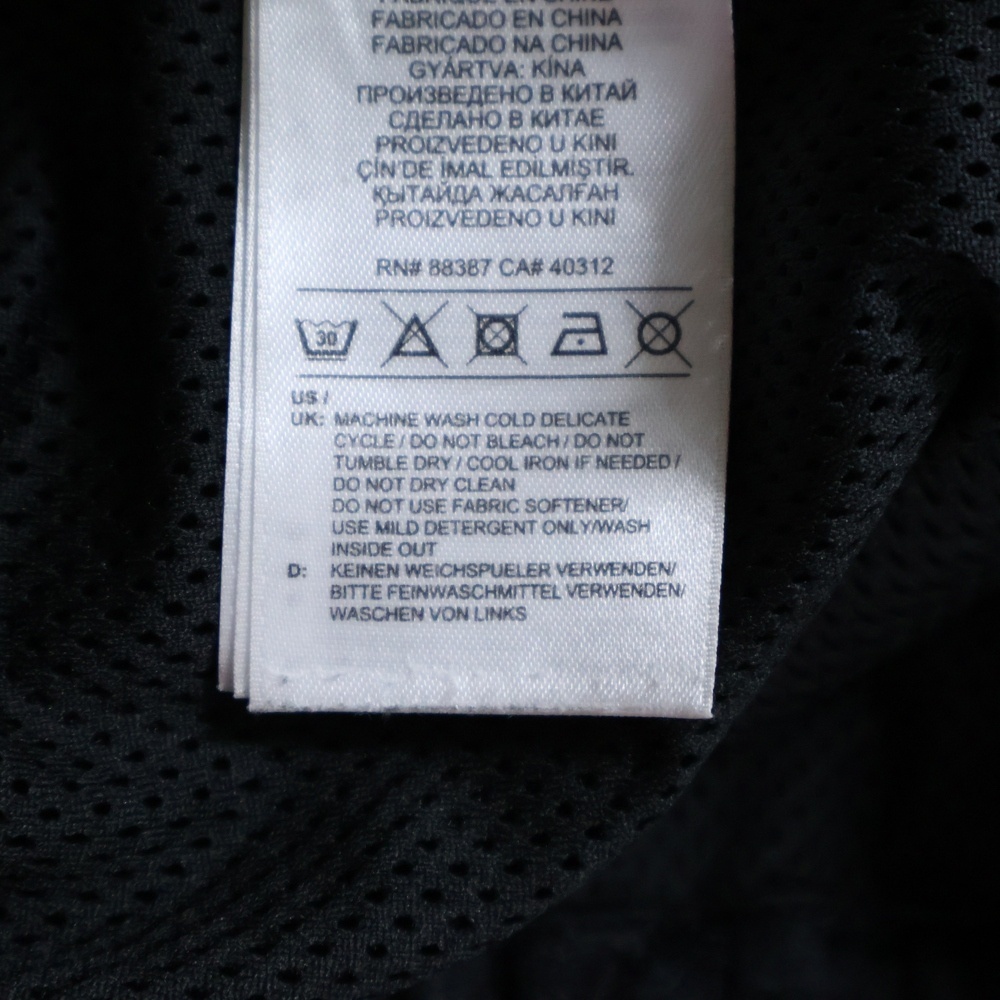 FABRIQUÉ EN CHINE
FABRICADO EN CHINA
FABRICADO NA CHINA
GYÁRTVA: KÍNA
ПРОИЗВЕДЕНО В КИТАЙ
СДЕЛАНО В КИТАЕ
PROIZVEDENO U KINI
ÇİN'DE İMAL EDİLMİŞTİR.
ҚЫТАЙДА ЖАСАЛҒАН
PROIZVEDENO U KINI
RN# 88387 CA# 40312
30
US /
UK: MACHINE WASH COLD DELICATE
CYCLE / DO NOT BLEACH / DO NOT
TUMBLE DRY / COOL IRON IF NEEDED /
DO NOT DRY CLEAN
DO NOT USE FABRIC SOFTENER/
USE MILD DETERGENT ONLY/WASH
INSIDE OUT
D: KEINEN WEICHSPUELER VERWENDEN/
BITTE FEINWASCHMITTEL VERWENDEN/
WASCHEN VON LINKS